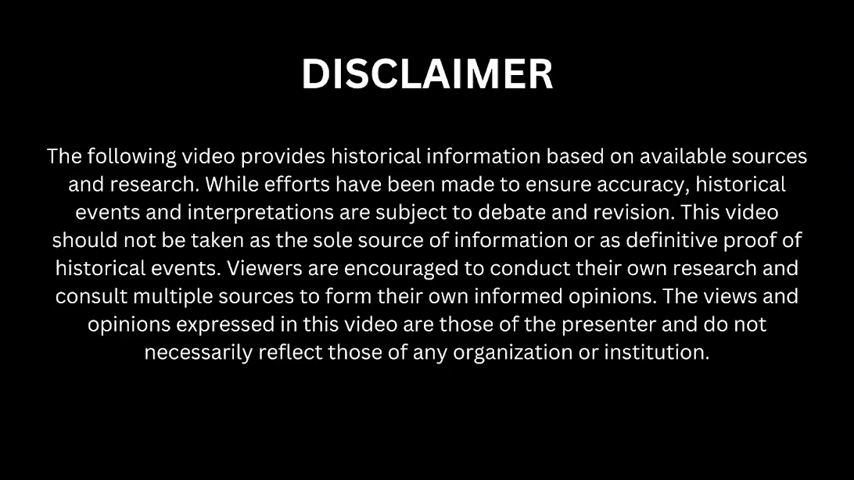 DISCLAIMER
The following video provides historical information based on available sources
and research. While efforts have been made to ensure accuracy, historical
events and interpretations are subject to debate and revision. This video
should not be taken as the sole source of information or as definitive proof of
historical events. Viewers are encouraged to conduct their own research and
consult multiple sources to form their own informed opinions. The views and
opinions expressed in this video are those of the presenter and do not
necessarily reflect those of any organization or institution.